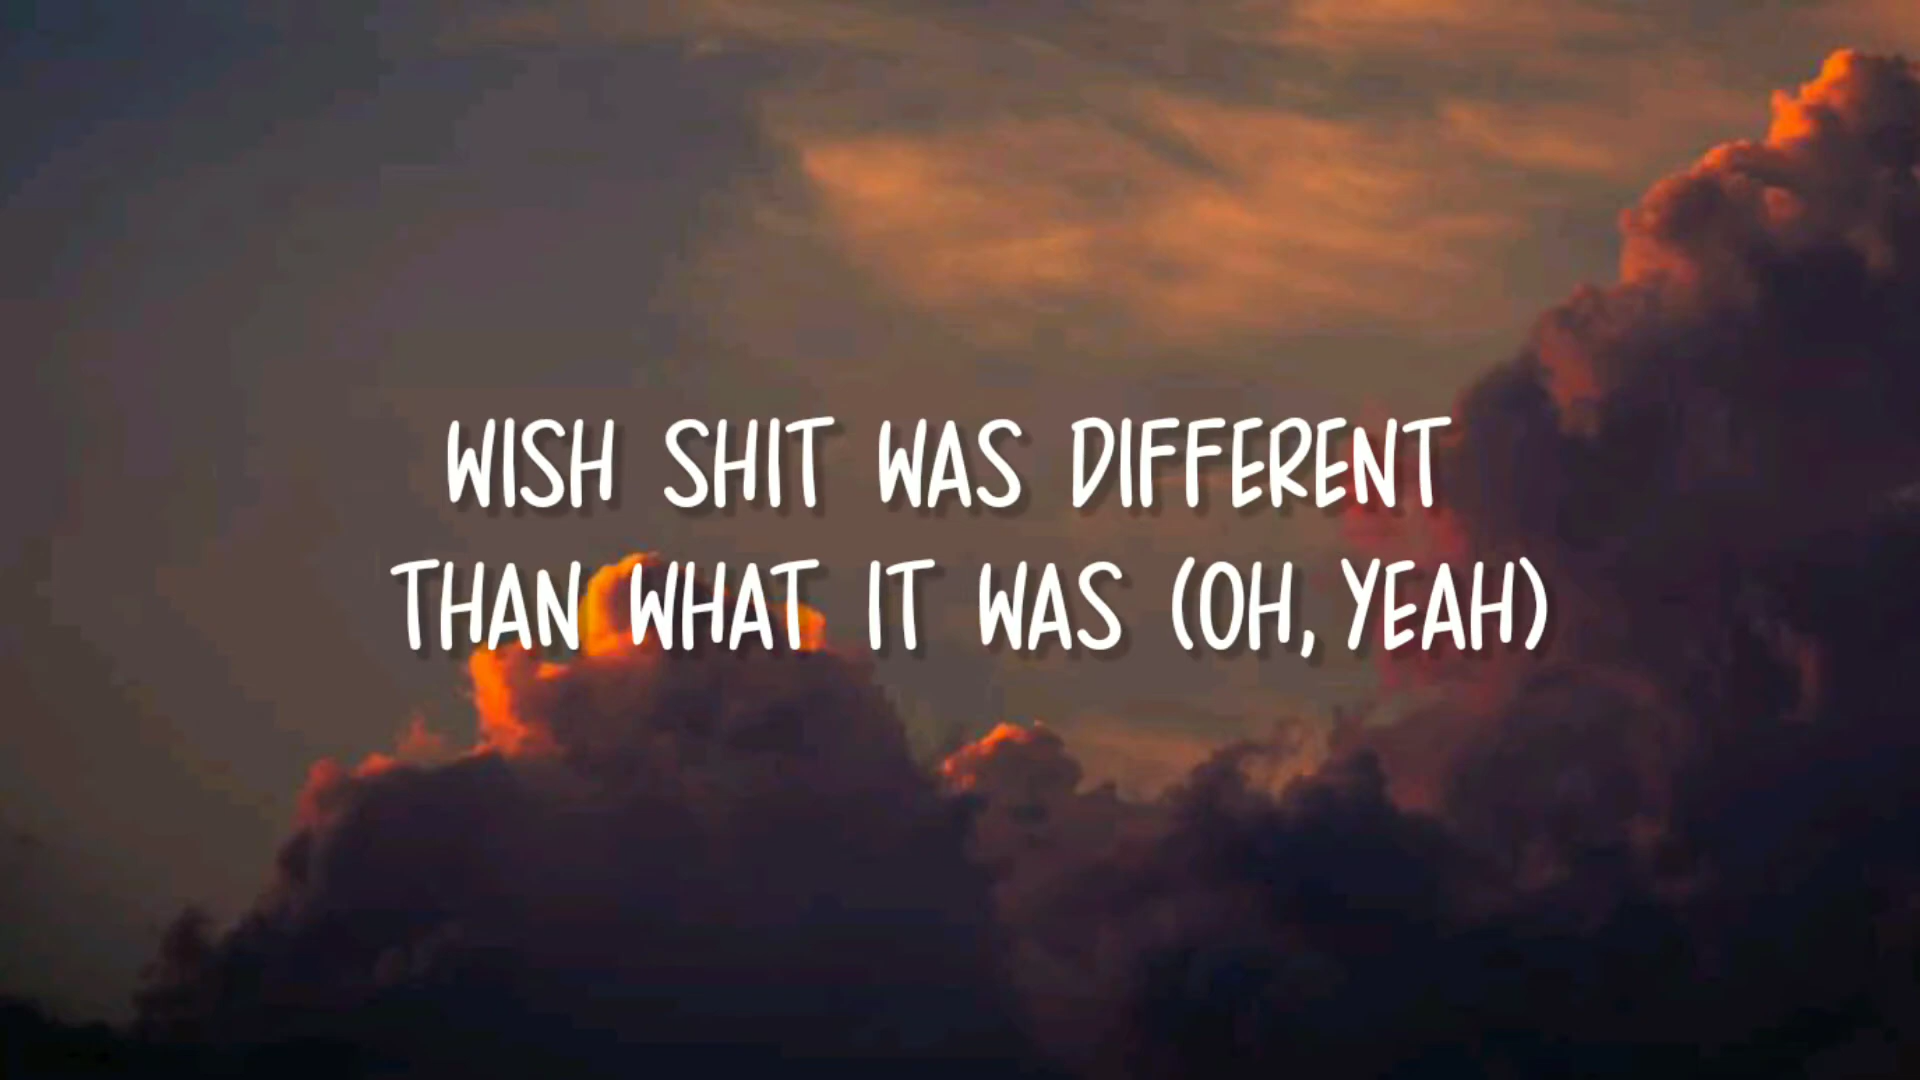 WISH SHIT WAS DIFFERENT
THAN WHAT IT WAS (OH, YEAH)